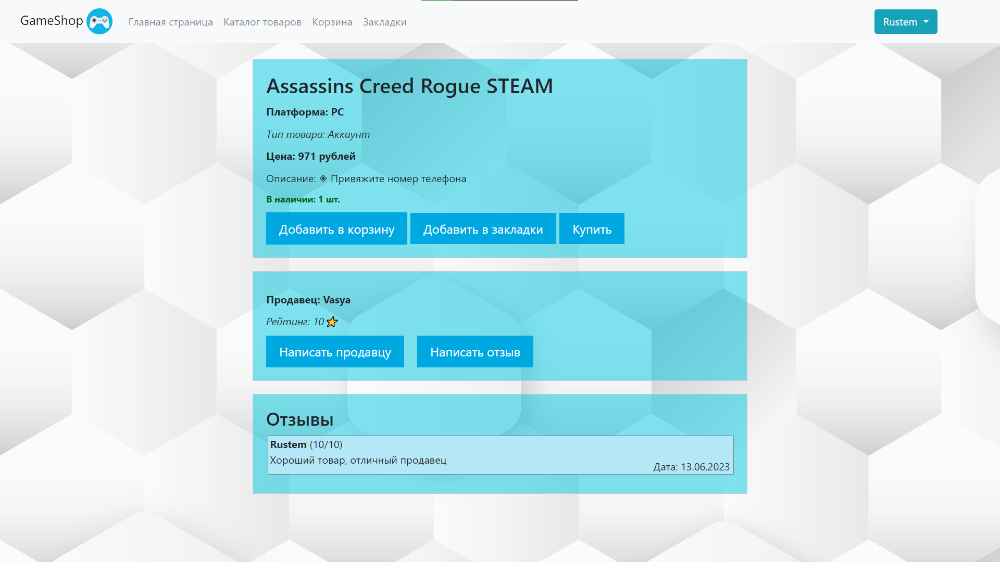 GameShop
Главная страница
Каталог товаров
Корзина
Закладки
Rustem
Assassins Creed Rogue STEAM
Платформа: PC
Тип товара: Аккаунт
Цена: 971 рублей
Описание: ◈ Привяжите номер телефона
В наличии: 1 шт.
Добавить в корзину
Добавить в закладки
Купить
Продавец: Vasya
Рейтинг: 10⭐
Написать продавцу
Написать отзыв
Отзывы
Rustem (10/10)
Хороший товар, отличный продавец
Дата: 13.06.2023